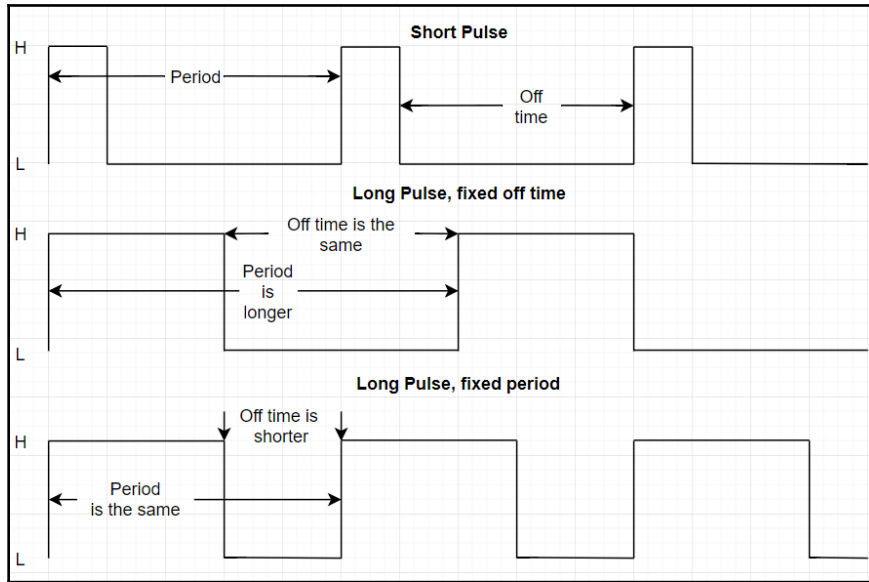 Short Pulse
H
Period
Off
time
L
Long Pulse, fixed off time
H
Off time is the
same
Period
is
longer
L
Long Pulse, fixed period
Off time is
shorter
H
Period
is the same
L